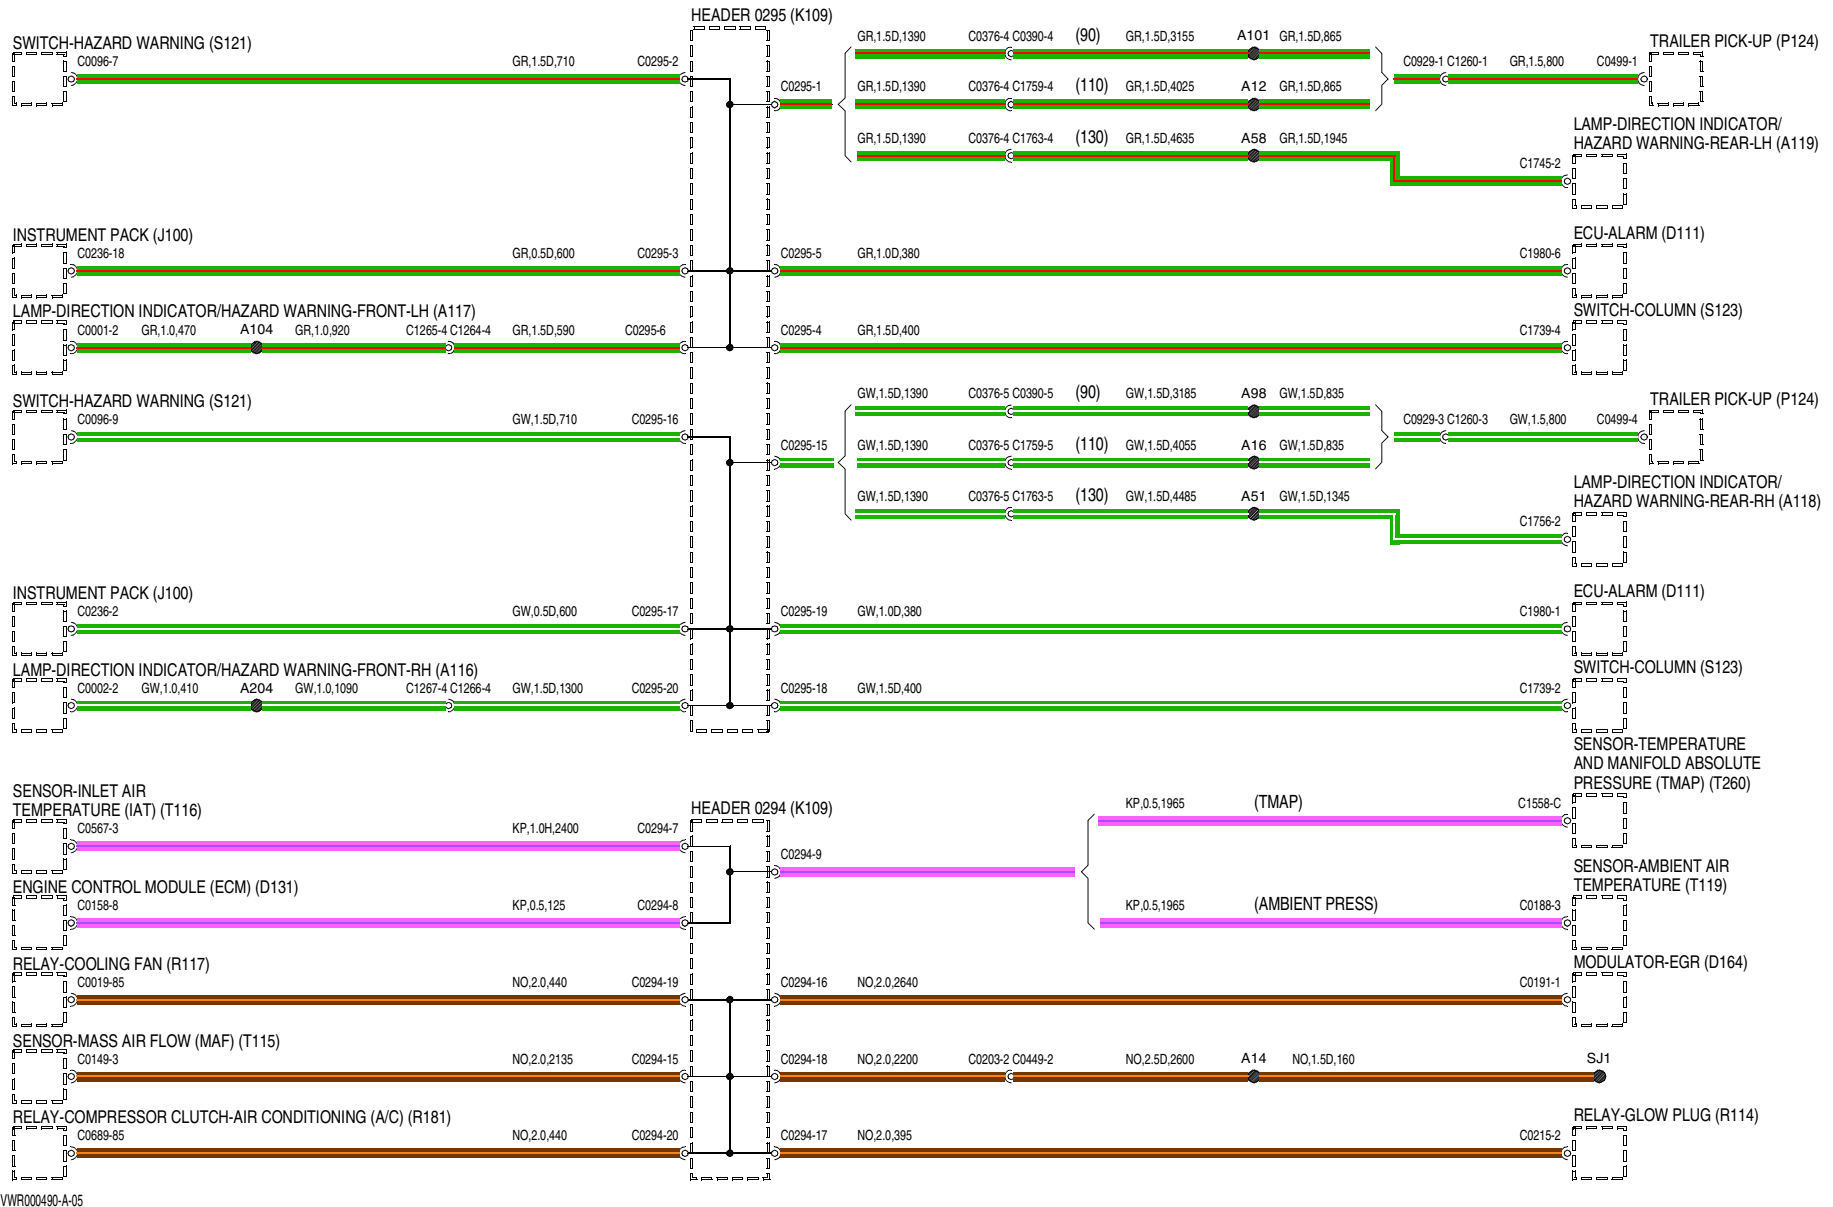 HEADER 0295 (K109)
SWITCH-HAZARD WARNING (S121)
C0096-7 GR,1.5D,710 C0295-2
C0295-1
GR,1.5D,1390 C0376-4 C0390-4 (90) GR,1.5D,3155 A101 GR,1.5D,865
GR,1.5D,1390 C0376-4 C1759-4 (110) GR,1.5D,4025 A12 GR,1.5D,865
GR,1.5D,1390 C0376-4 C1763-4 (130) GR,1.5D,4635 A58 GR,1.5D,1945
TRAILER PICK-UP (P124)
C0929-1 C1260-1 GR,1.5,800 C0499-1
LAMP-DIRECTION INDICATOR/
HAZARD WARNING-REAR-LH (A119)
C1745-2
INSTRUMENT PACK (J100)
C0236-18 GR,0.5D,600 C0295-3
ECU-ALARM (D111)
C0295-5 GR,1.0D,380 C1980-6
LAMP-DIRECTION INDICATOR/HAZARD WARNING-FRONT-LH (A117)
C0001-2 GR,1.0,470 A104 GR,1.0,920 C1265-4 C1264-4 GR,1.5D,590 C0295-6
SWITCH-COLUMN (S123)
C0295-4 GR,1.5D,400 C1739-4
SWITCH-HAZARD WARNING (S121)
C0096-9 GW,1.5D,710 C0295-16
C0295-15
GW,1.5D,1390 C0376-5 C0390-5 (90) GW,1.5D,3185 A98 GW,1.5D,835
GW,1.5D,1390 C0376-5 C1759-5 (110) GW,1.5D,4055 A16 GW,1.5D,835
GW,1.5D,1390 C0376-5 C1763-5 (130) GW,1.5D,4485 A51 GW,1.5D,1345
TRAILER PICK-UP (P124)
C0929-3 C1260-3 GW,1.5,800 C0499-4
LAMP-DIRECTION INDICATOR/
HAZARD WARNING-REAR-RH (A118)
C1756-2
INSTRUMENT PACK (J100)
C0236-2 GW,0.5D,600 C0295-17
ECU-ALARM (D111)
C0295-19 GW,1.0D,380 C1980-1
LAMP-DIRECTION INDICATOR/HAZARD WARNING-FRONT-RH (A116)
C0002-2 GW,1.0,410 A204 GW,1.0,1090 C1267-4 C1266-4 GW,1.5D,1300 C0295-20
SWITCH-COLUMN (S123)
C0295-18 GW,1.5D,400 C1739-2
HEADER 0294 (K109)
SENSOR-INLET AIR
TEMPERATURE (IAT) (T116)
C0567-3 KP,1.0H,2400 C0294-7
C0294-9
SENSOR-TEMPERATURE
AND MANIFOLD ABSOLUTE
PRESSURE (TMAP) (T260)
KP,0.5,1965 (TMAP) C1558-C
ENGINE CONTROL MODULE (ECM) (D131)
C0158-8 KP,0.5,125 C0294-8
SENSOR-AMBIENT AIR
TEMPERATURE (T119)
KP,0.5,1965 (AMBIENT PRESS) C0188-3
RELAY-COOLING FAN (R117)
C0019-85 NO,2.0,440 C0294-19
MODULATOR-EGR (D164)
C0294-16 NO,2.0,2640 C0191-1
SENSOR-MASS AIR FLOW (MAF) (T115)
C0149-3 NO,2.0,2135 C0294-15
C0294-18 NO,2.0,2200 C0203-2 C0449-2 NO,2.5D,2600 A14 NO,1.5D,160 SJ1
RELAY-COMPRESSOR CLUTCH-AIR CONDITIONING (A/C) (R181)
C0689-85 NO,2.0,440 C0294-20
RELAY-GLOW PLUG (R114)
C0294-17 NO,2.0,395 C0215-2
VWR000490-A-05